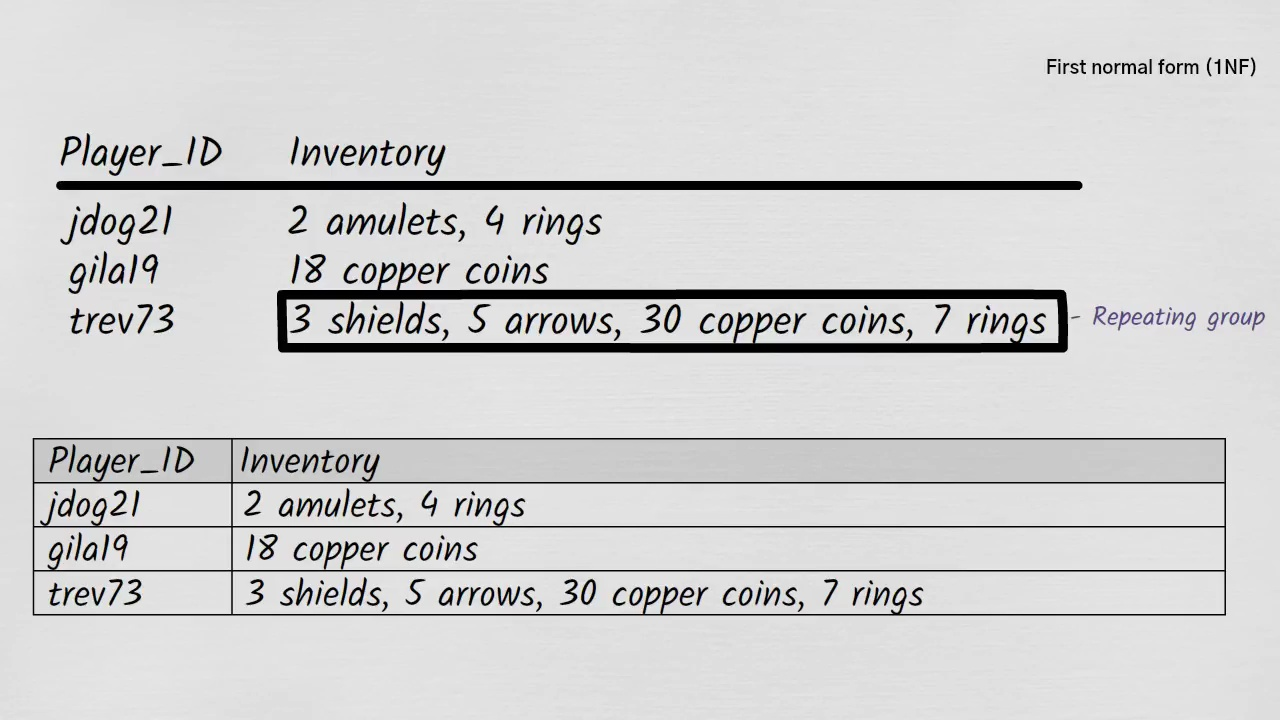 First normal form (1NF)
Player_ID Inventory
jdog21 2 amulets, 4 rings
gila19 18 copper coins
trev73 3 shields, 5 arrows, 30 copper coins, 7 rings - Repeating group
Player_ID Inventory
jdog21 2 amulets, 4 rings
gila19 18 copper coins
trev73 3 shields, 5 arrows, 30 copper coins, 7 rings